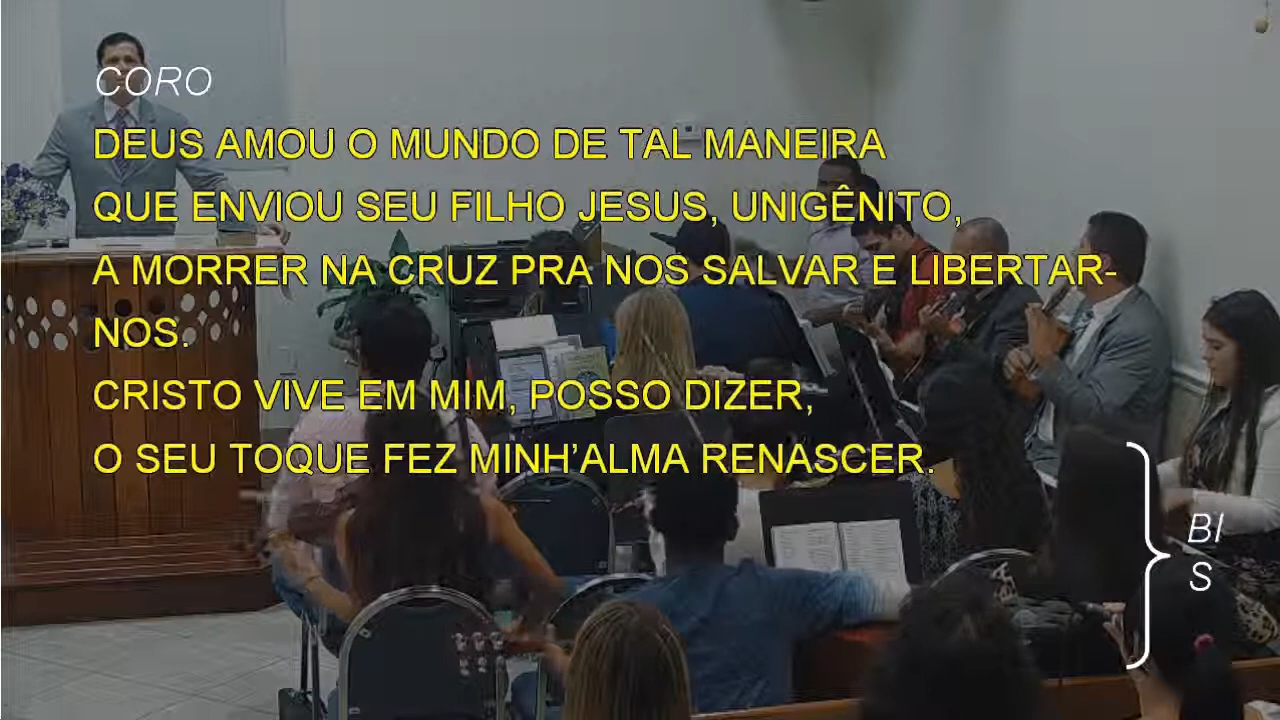 CORO
DEUS AMOU O MUNDO DE TAL MANEIRA
QUE ENVIOU SEU FILHO JESUS, UNIGÊNITO,
A MORRER NA CRUZ PRA NOS SALVAR E LIBERTAR-
NOS.
CRISTO VIVE EM MIM, POSSO DIZER,
O SEU TOQUE FEZ MINH’ALMA RENASCER.
BI
S